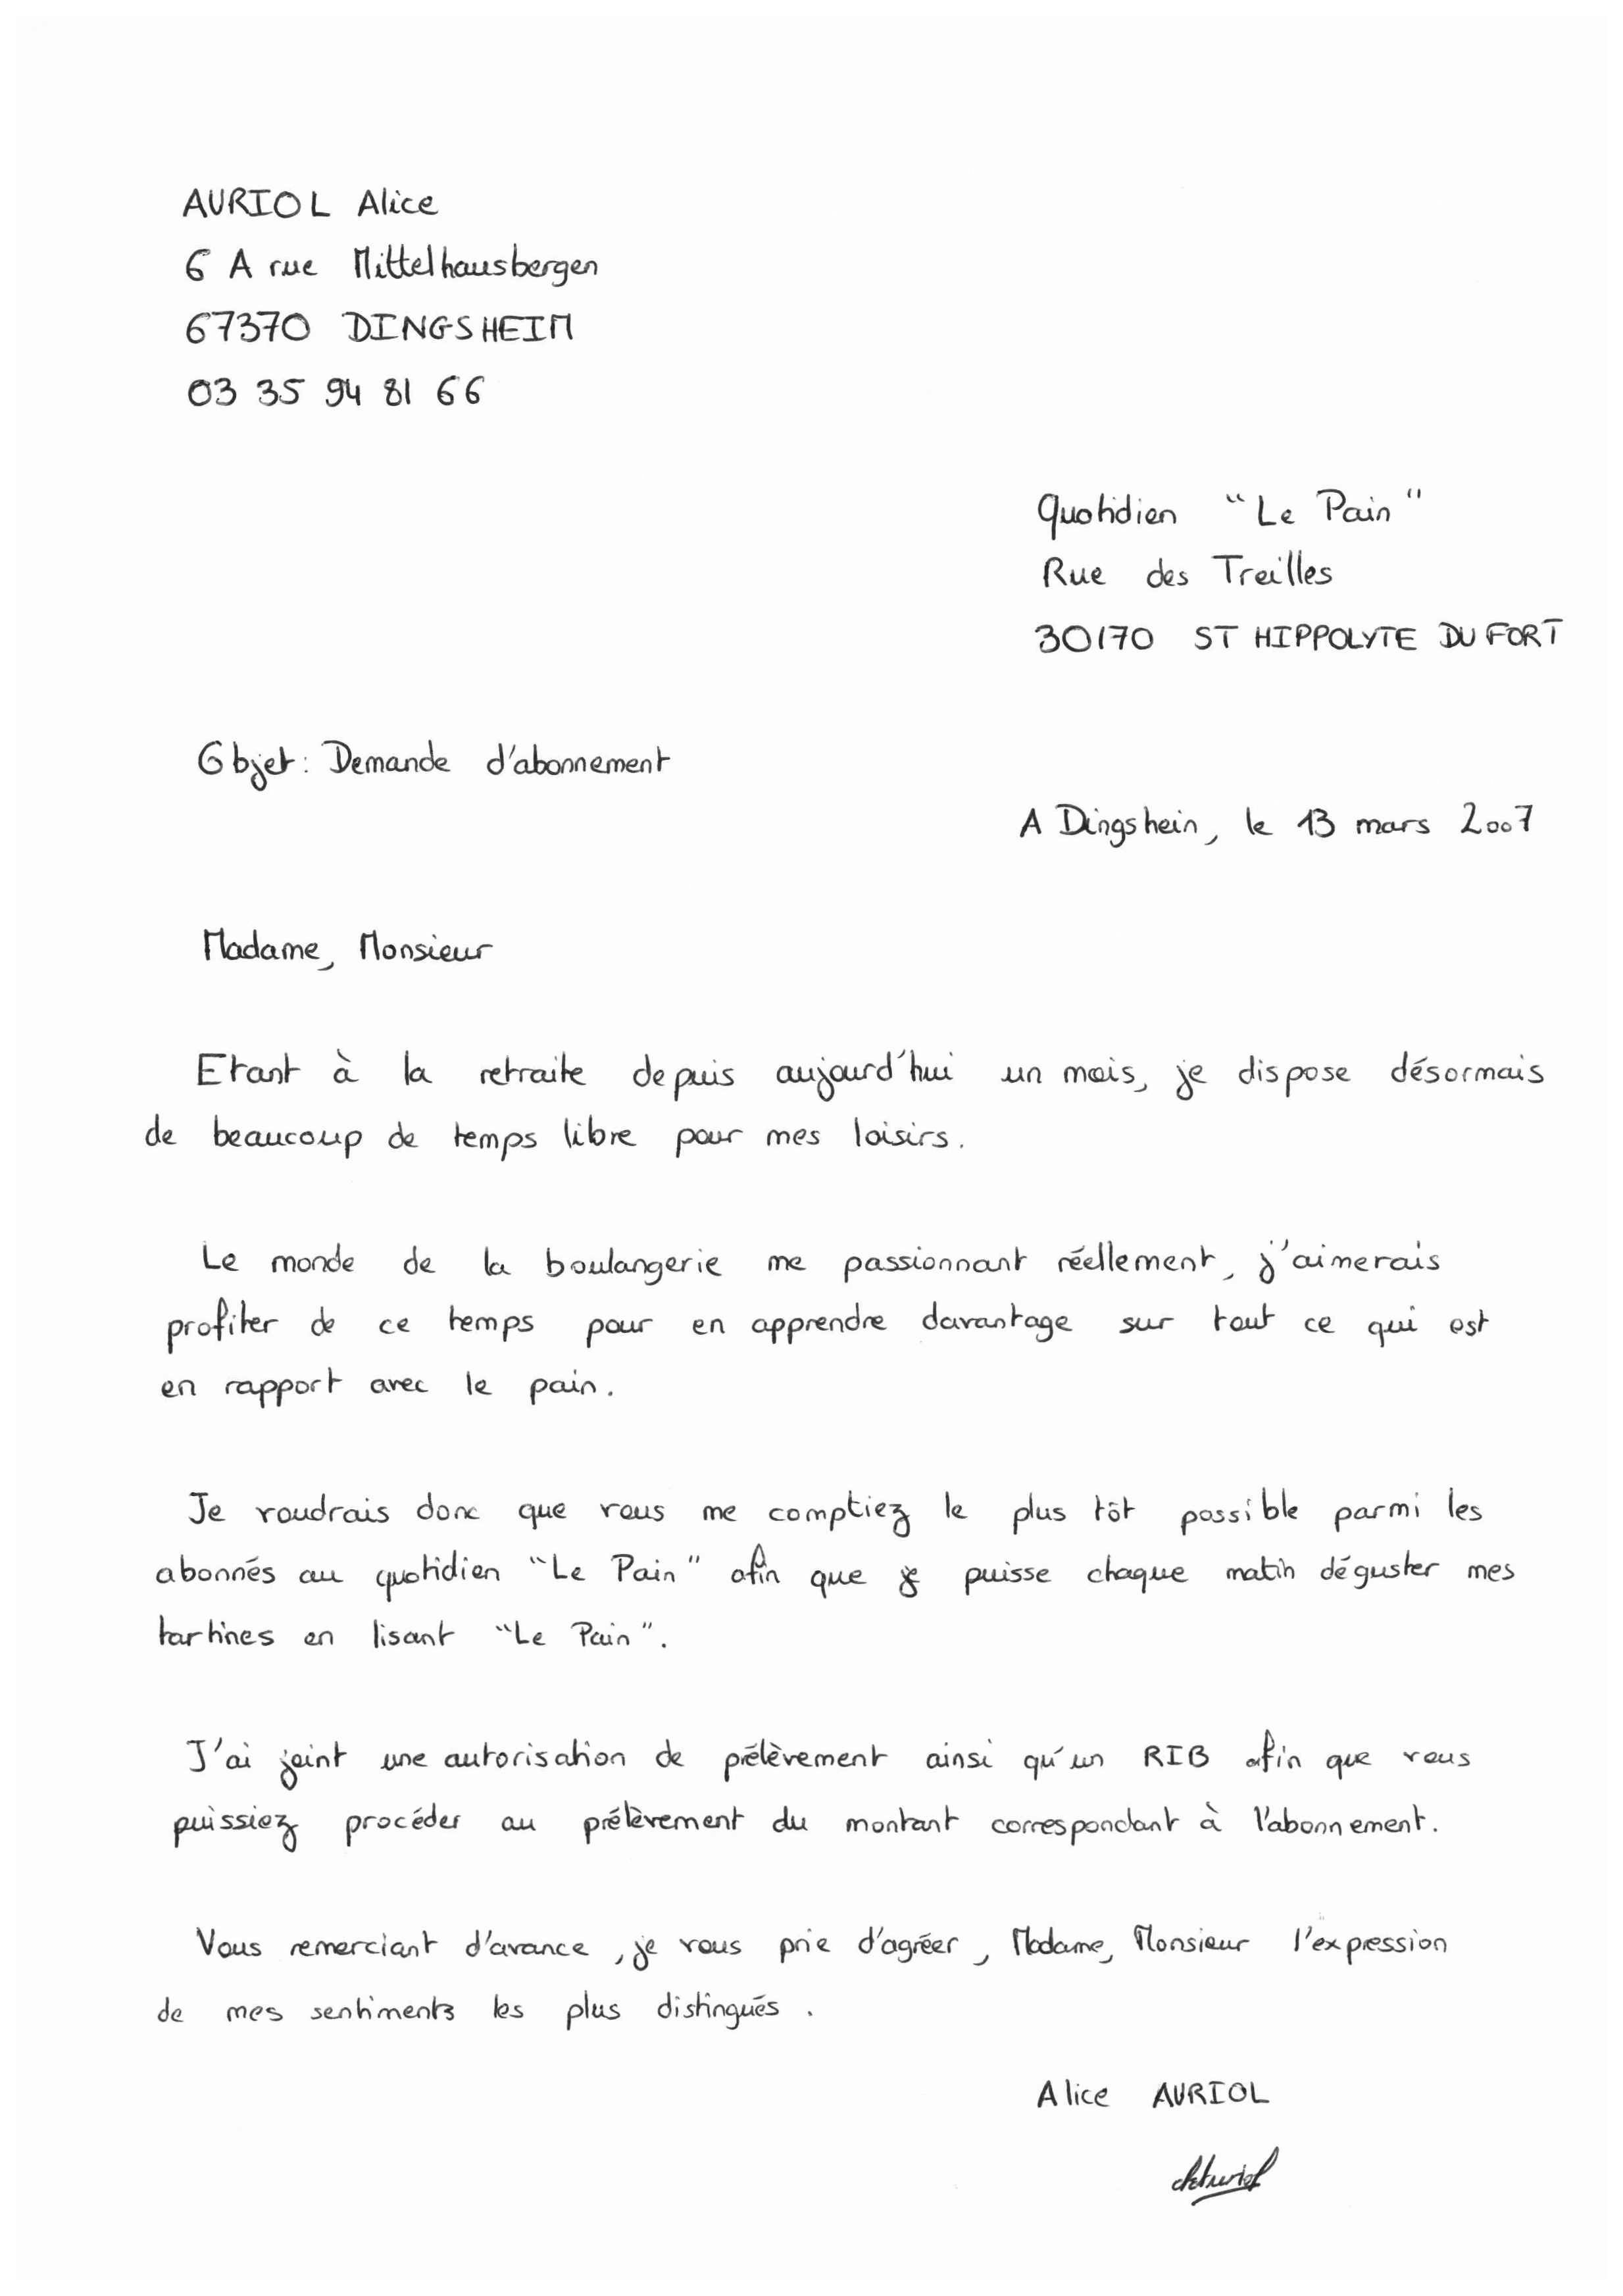 AURIOL Alice
6 A rue Mittelhausbergen
67370 DINGSHEIM
03 35 94 81 66
Quotidien "Le Pain"
Rue des Treilles
30170 ST HIPPOLYTE DU FORT
Objet : Demande d'abonnement
A Dingshein, le 13 mars 2007
Madame, Monsieur
Etant à la retraite depuis aujourd'hui un mois, je dispose désormais
de beaucoup de temps libre pour mes loisirs.
Le monde de la boulangerie me passionnant réellement, j'aimerais
profiter de ce temps pour en apprendre davantage sur tout ce qui est
en rapport avec le pain.
Je voudrais donc que vous me comptiez le plus tôt possible parmi les
abonnés au quotidien "Le Pain" afin que je puisse chaque matin déguster mes
tartines en lisant "Le Pain".
J'ai joint une autorisation de prélèvement ainsi qu'un RIB afin que vous
puissiez procéder au prélèvement du montant correspondant à l'abonnement.
Vous remerciant d'avance, je vous prie d'agréer, Madame, Monsieur l'expression
de mes sentiments les plus distingués.
Alice AURIOL